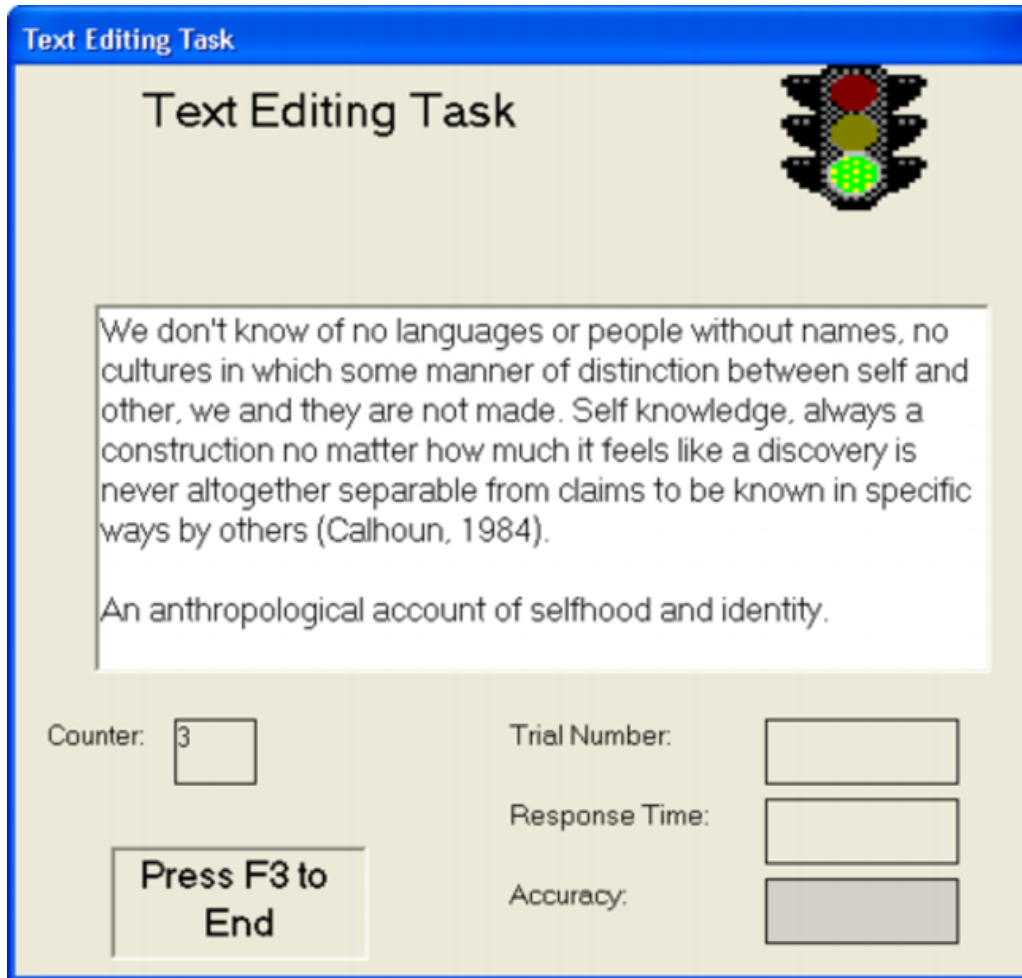 Text Editing Task
Text Editing Task
We don't know of no languages or people without names, no
cultures in which some manner of distinction between self and
other, we and they are not made. Self knowledge, always a
construction no matter how much it feels like a discovery is
never altogether separable from claims to be known in specific
ways by others (Calhoun, 1984).
An anthropological account of selfhood and identity.
Counter: 3
Trial Number:
Response Time:
Press F3 to
End
Accuracy: